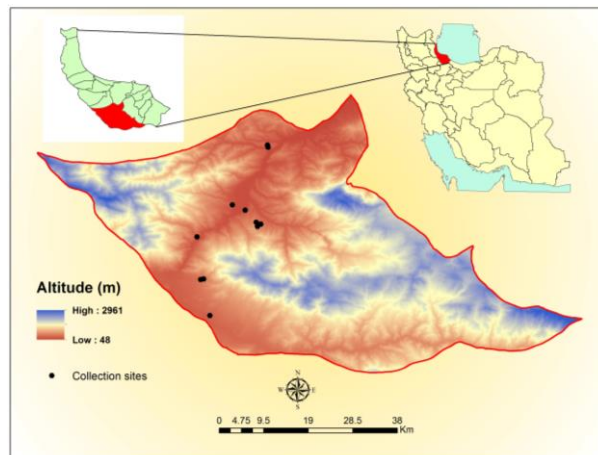 Altitude (m)
High : 2961
Low : 48
Collection sites
N
W E
S
0 4.75 9.5 19 28.5 38
Km